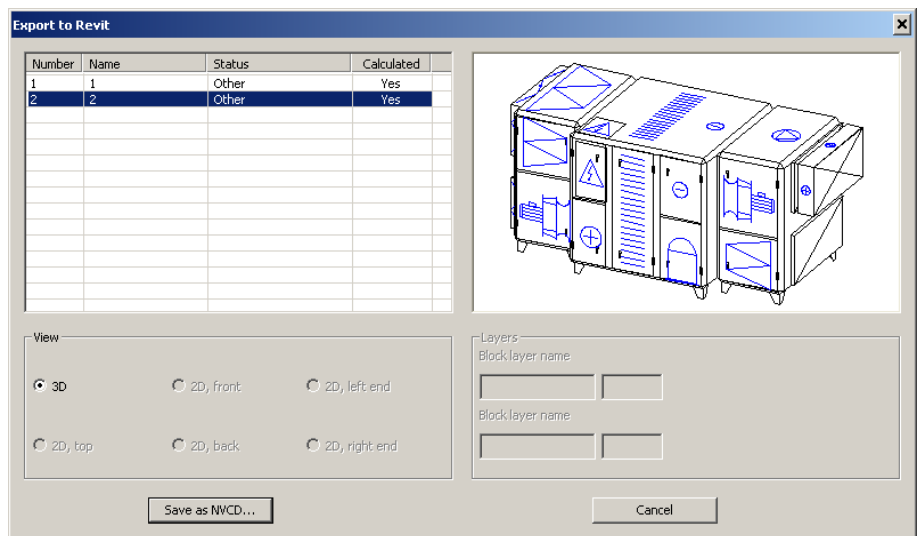 Export to Revit
Number Name Status Calculated
1 1 Other Yes
2 2 Other Yes
View
3D 2D, front 2D, left end
2D, top 2D, back 2D, right end
Layers
Block layer name
Block layer name
Save as NVCD... Cancel